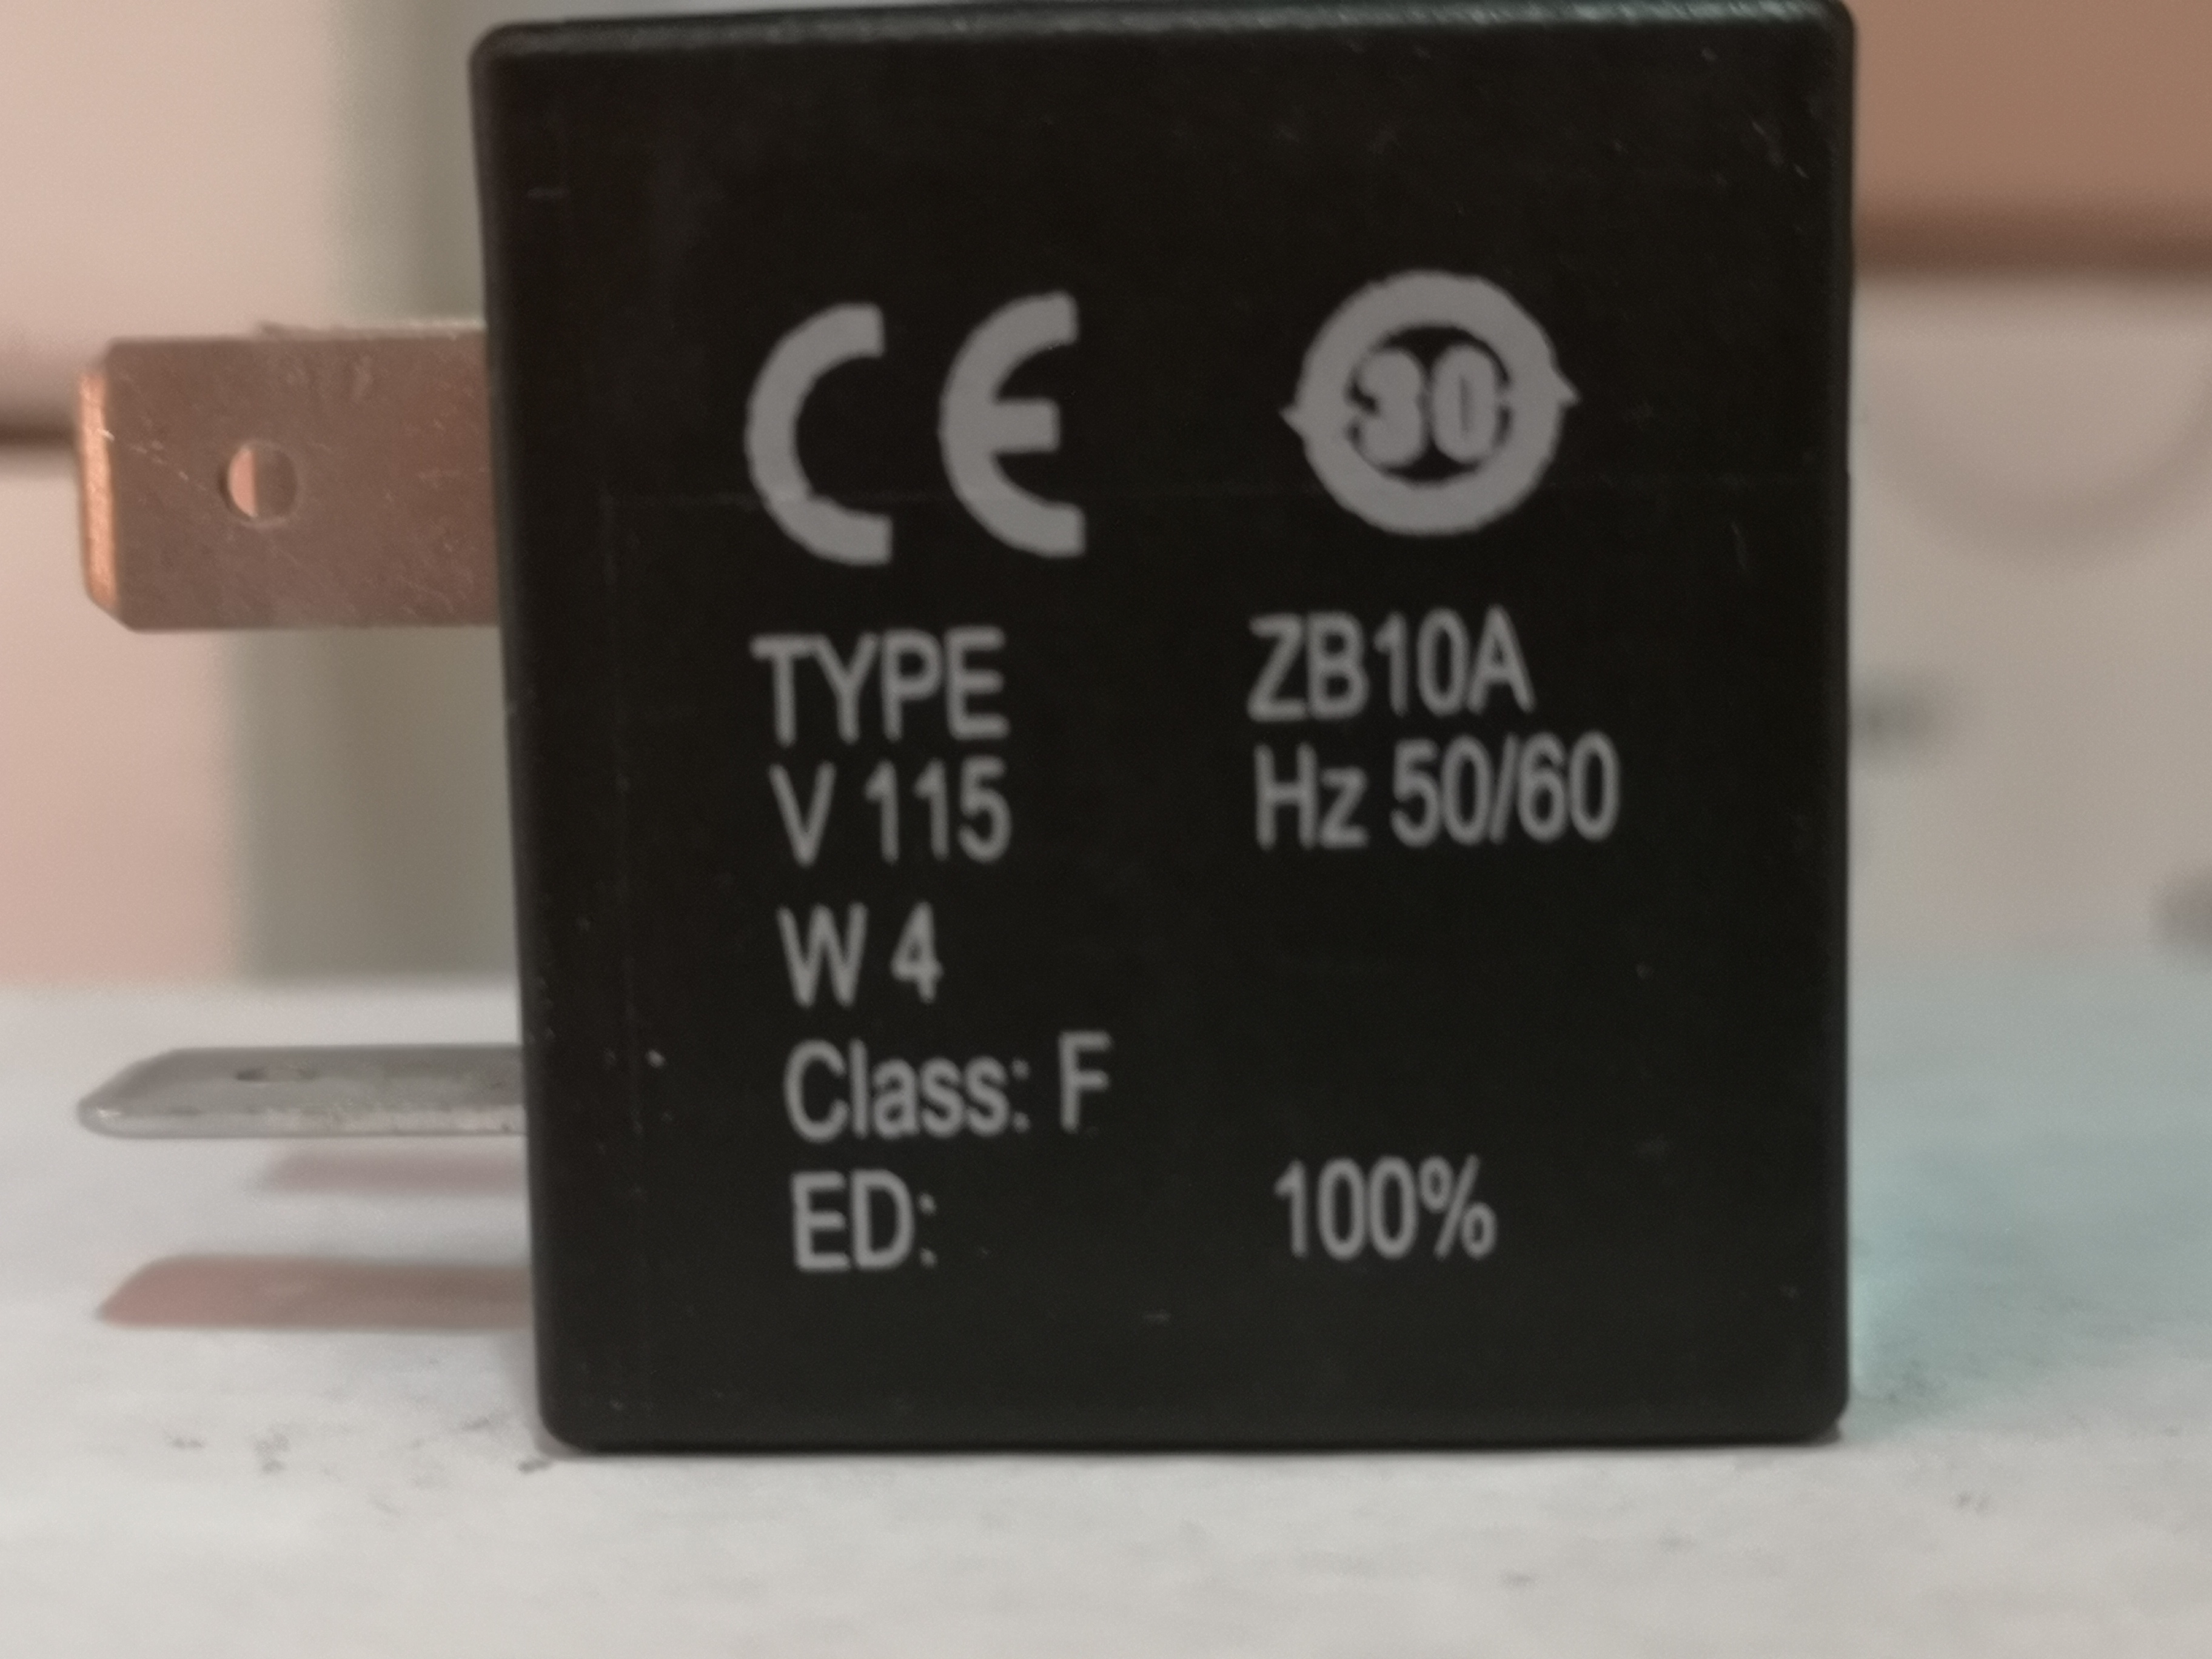 CE 30
TYPE ZB10A
V 115 Hz 50/60
W 4
Class: F
ED: 100%